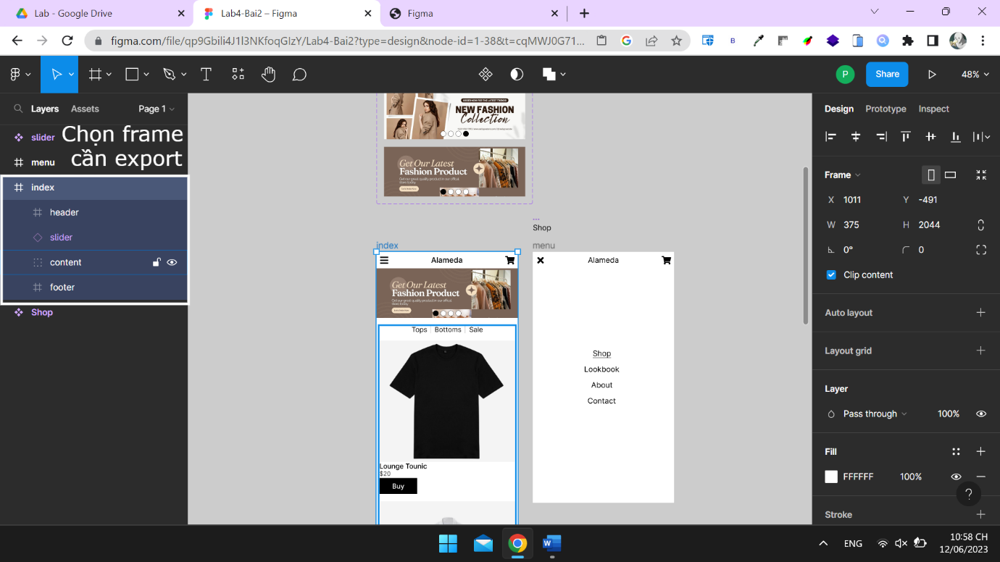 Lab - Google Drive
Lab4-Bai2 – Figma
Figma
figma.com/file/qp9Gbili4J1l3NKfoqGIzY/Lab4-Bai2?type=design&node-id=1-38&t=cqMWJ0G71...
P
Share
48%
Layers
Assets
Page 1
slider
Chọn frame
cần export
menu
index
header
slider
content
footer
Shop
NEW FASHION
Collection
Get Our Latest
Fashion Product
Shop
index
menu
Alameda
Get Our Latest
Fashion Product
Tops
Bottoms
Sale
Lounge Tounic
$20
Buy
Alameda
Shop
Lookbook
About
Contact
Design
Prototype
Inspect
Frame
X 1011
Y -491
W 375
H 2044
0°
0
Clip content
Auto layout
Layout grid
Layer
Pass through
100%
Fill
FFFFFF
100%
?
Stroke
ENG
10:58 CH
12/06/2023